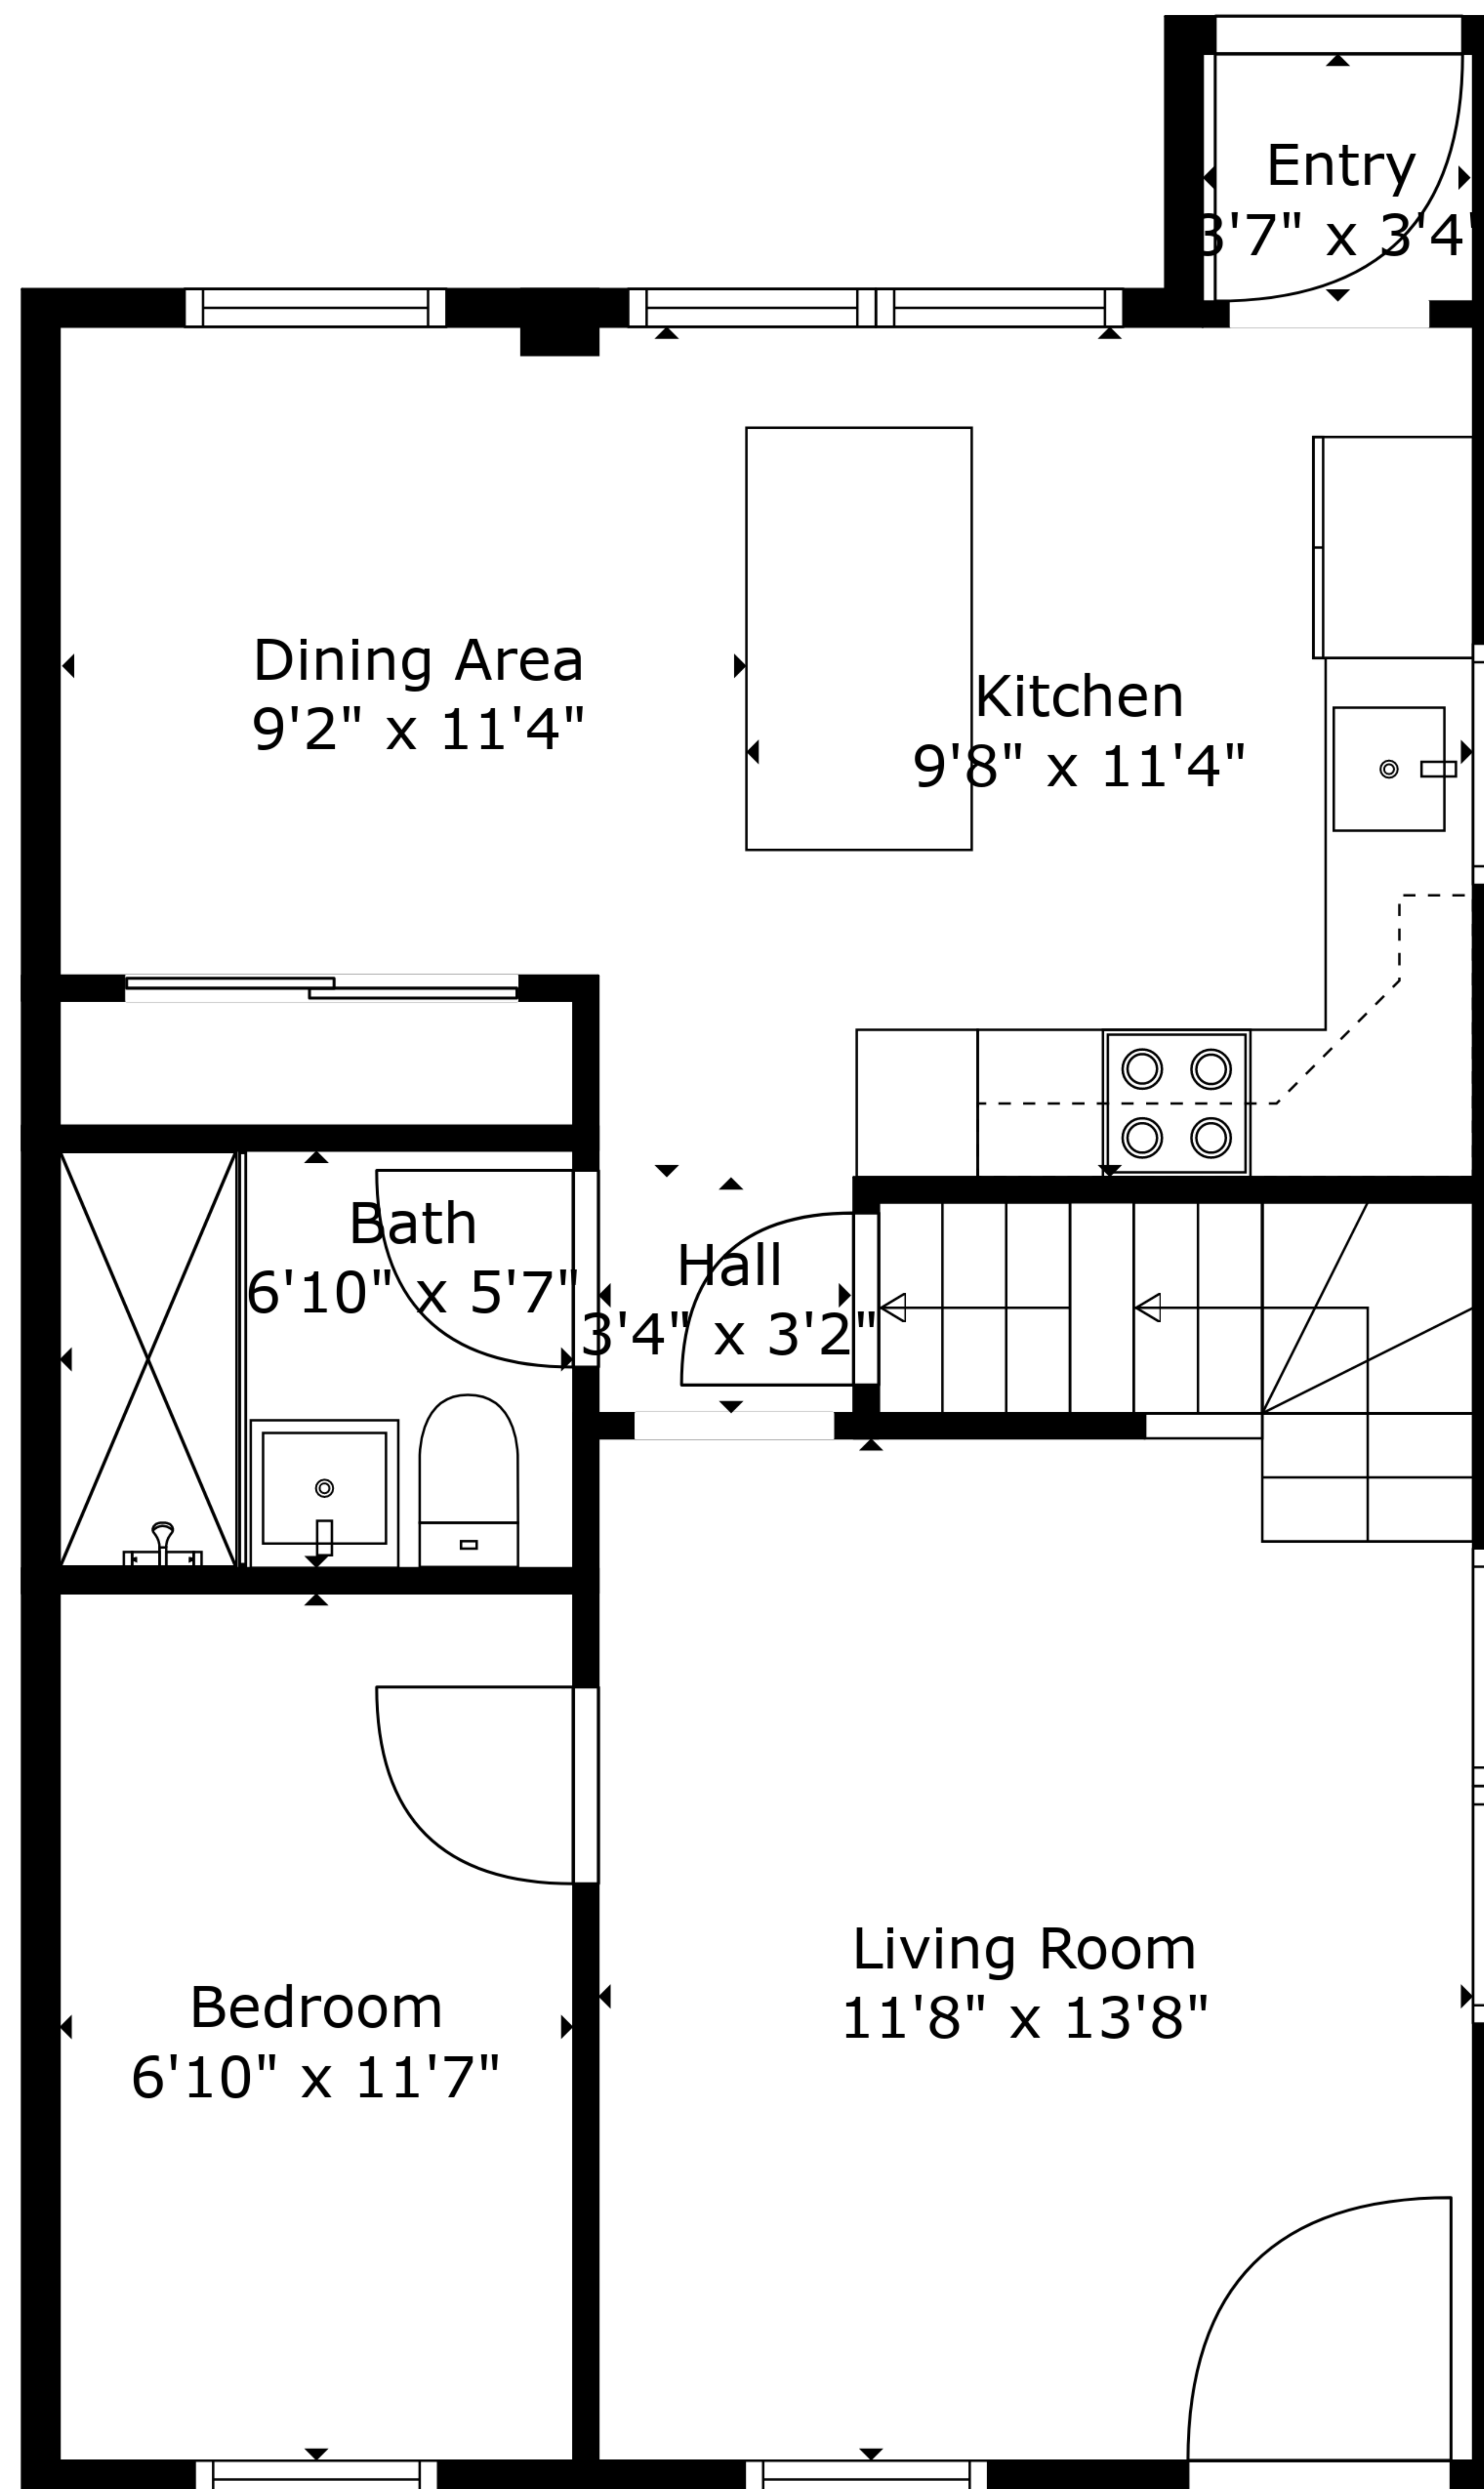 Entry
3'7" x 3'4"
Dining Area
9'2" x 11'4"
Kitchen
9'8" x 11'4"
Bath
6'10" x 5'7"
Hall
3'4" x 3'2"
Living Room
11'8" x 13'8"
Bedroom
6'10" x 11'7"